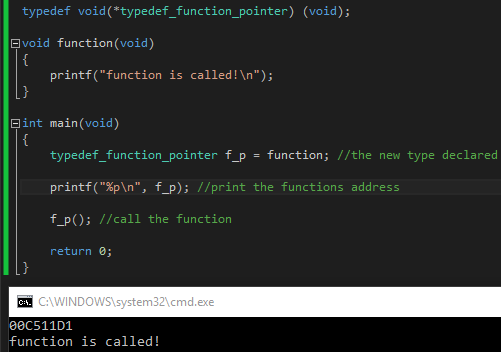 typedef void(*typedef_function_pointer) (void);
void function(void)
{
printf("function is called!\n");
}
int main(void)
{
typedef_function_pointer f_p = function; //the new type declared
printf("%p\n", f_p); //print the functions address
f_p(); //call the function
return 0;
}
C:\WINDOWS\system32\cmd.exe
00C511D1
function is called!